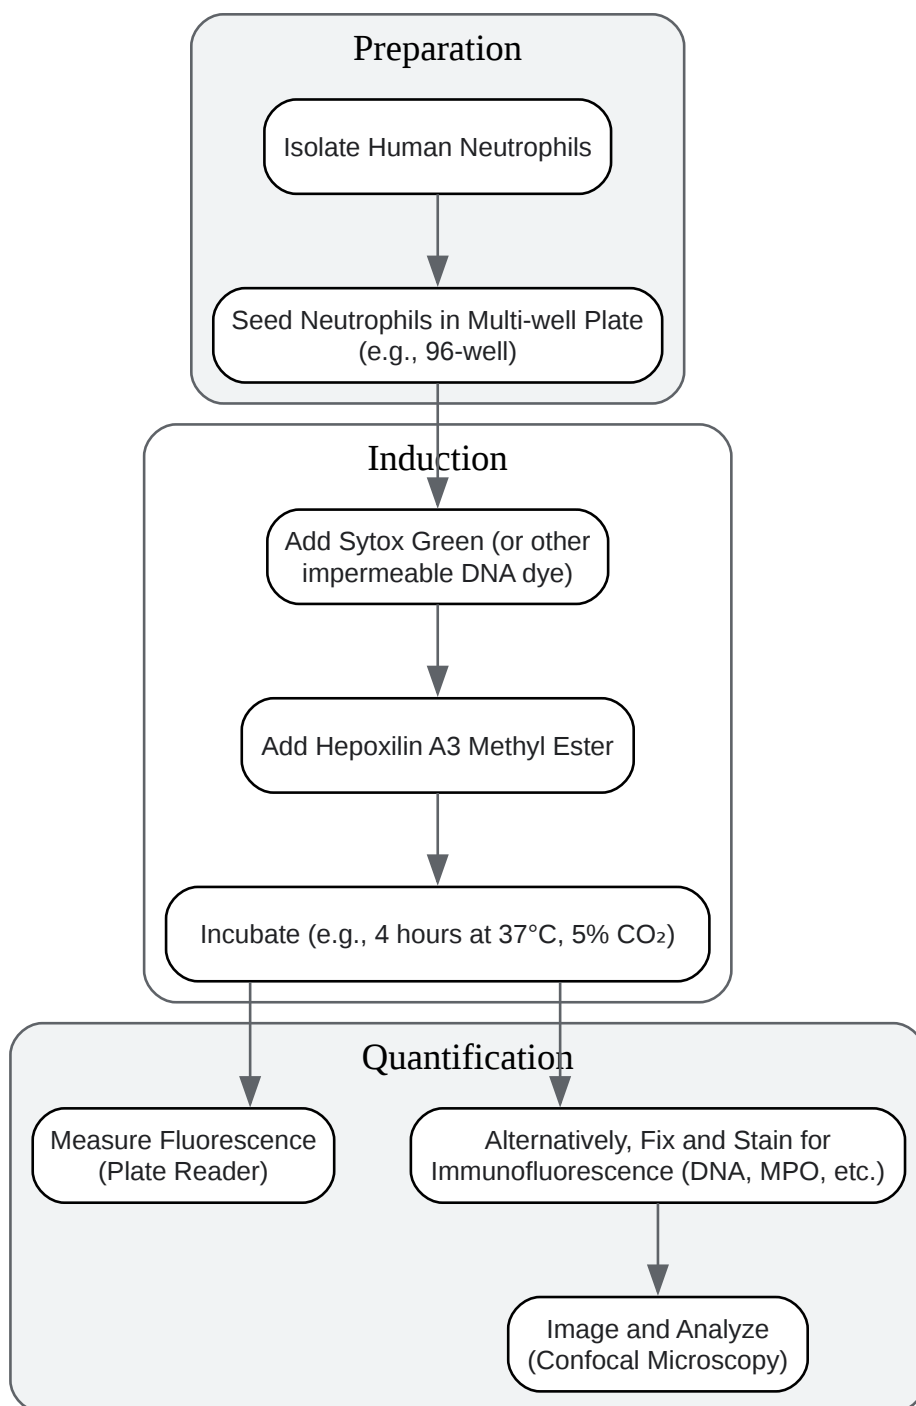 Preparation
Isolate Human Neutrophils
Seed Neutrophils in Multi-well Plate
(e.g., 96-well)
Induction
Add Sytox Green (or other
impermeable DNA dye)
Add Hepoxilin A3 Methyl Ester
Incubate (e.g., 4 hours at 37°C, 5% CO₂)
Quantification
Measure Fluorescence
(Plate Reader)
Alternatively, Fix and Stain for
Immunofluorescence (DNA, MPO, etc.)
Image and Analyze
(Confocal Microscopy)